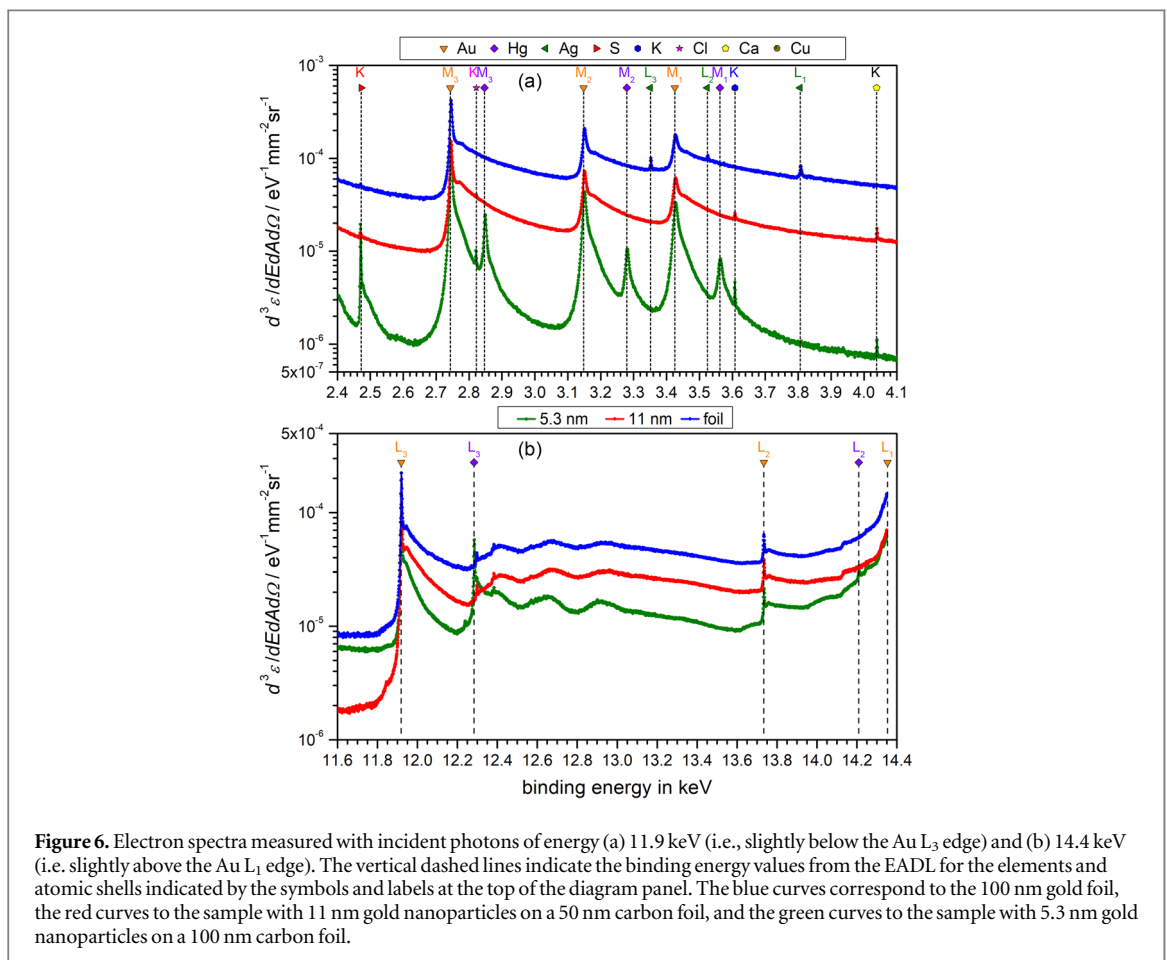 Au Hg Ag S K Cl Ca Cu
K M₃ K M₃ (a) M₂ M₂ L₃ M₁ L₂ M₁ K L₁ K
10⁻³
10⁻⁴
10⁻⁵
10⁻⁶
5x10⁻⁷
d³ε/dEdAdΩ / eV⁻¹mm⁻²sr⁻¹
2.4 2.5 2.6 2.7 2.8 2.9 3.0 3.1 3.2 3.3 3.4 3.5 3.6 3.7 3.8 3.9 4.0 4.1
5.3 nm 11 nm foil
L₃ L₃ (b) L₂ L₂ L₁
5x10⁻⁴
10⁻⁴
10⁻⁵
10⁻⁶
d³ε/dEdAdΩ / eV⁻¹mm⁻²sr⁻¹
11.6 11.8 12.0 12.2 12.4 12.6 12.8 13.0 13.2 13.4 13.6 13.8 14.0 14.2 14.4
binding energy in keV
Figure 6. Electron spectra measured with incident photons of energy (a) 11.9 keV (i.e., slightly below the Au L₃ edge) and (b) 14.4 keV
(i.e. slightly above the Au L₁ edge). The vertical dashed lines indicate the binding energy values from the EADL for the elements and
atomic shells indicated by the symbols and labels at the top of the diagram panel. The blue curves correspond to the 100 nm gold foil,
the red curves to the sample with 11 nm gold nanoparticles on a 50 nm carbon foil, and the green curves to the sample with 5.3 nm gold
nanoparticles on a 100 nm carbon foil.